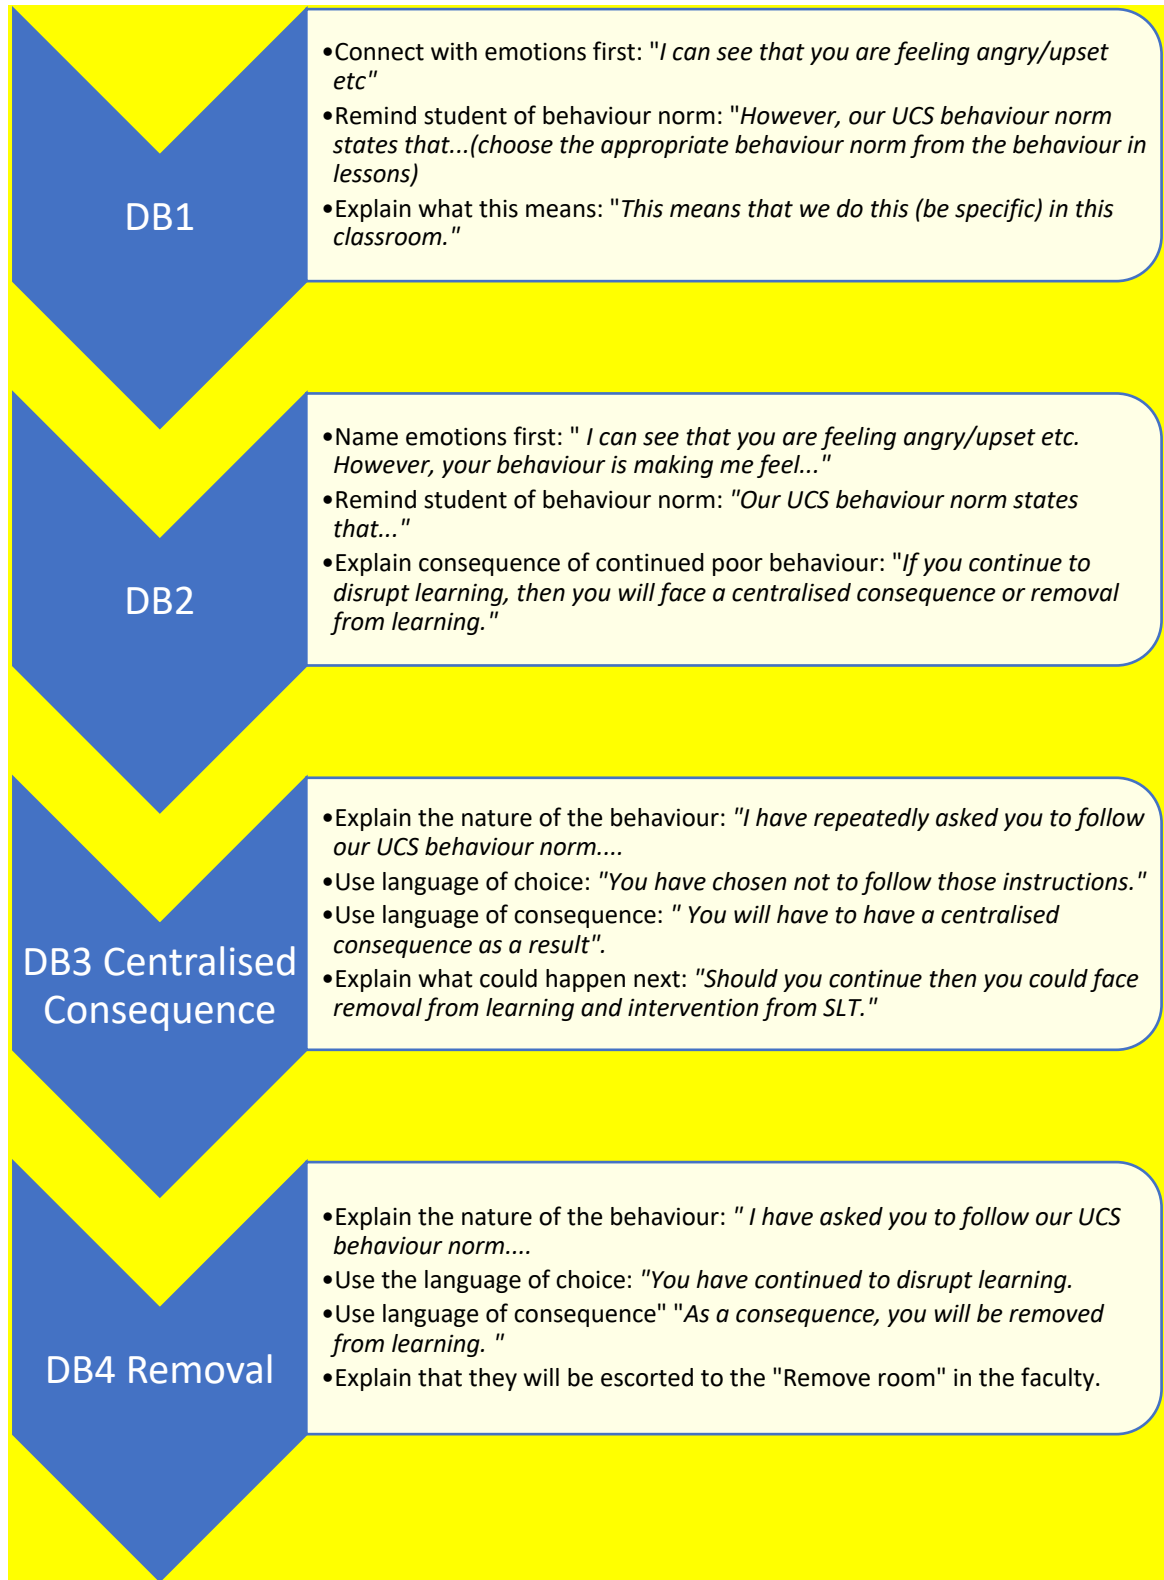 DB1
•Connect with emotions first: "I can see that you are feeling angry/upset
etc"
•Remind student of behaviour norm: "However, our UCS behaviour norm
states that...(choose the appropriate behaviour norm from the behaviour in
lessons)
•Explain what this means: "This means that we do this (be specific) in this
classroom."
DB2
•Name emotions first: " I can see that you are feeling angry/upset etc.
However, your behaviour is making me feel..."
•Remind student of behaviour norm: "Our UCS behaviour norm states
that..."
•Explain consequence of continued poor behaviour: "If you continue to
disrupt learning, then you will face a centralised consequence or removal
from learning."
DB3 Centralised
Consequence
•Explain the nature of the behaviour: "I have repeatedly asked you to follow
our UCS behaviour norm....
•Use language of choice: "You have chosen not to follow those instructions."
•Use language of consequence: " You will have to have a centralised
consequence as a result".
•Explain what could happen next: "Should you continue then you could face
removal from learning and intervention from SLT."
DB4 Removal
•Explain the nature of the behaviour: " I have asked you to follow our UCS
behaviour norm....
•Use the language of choice: "You have continued to disrupt learning.
•Use language of consequence" "As a consequence, you will be removed
from learning. "
•Explain that they will be escorted to the "Remove room" in the faculty.